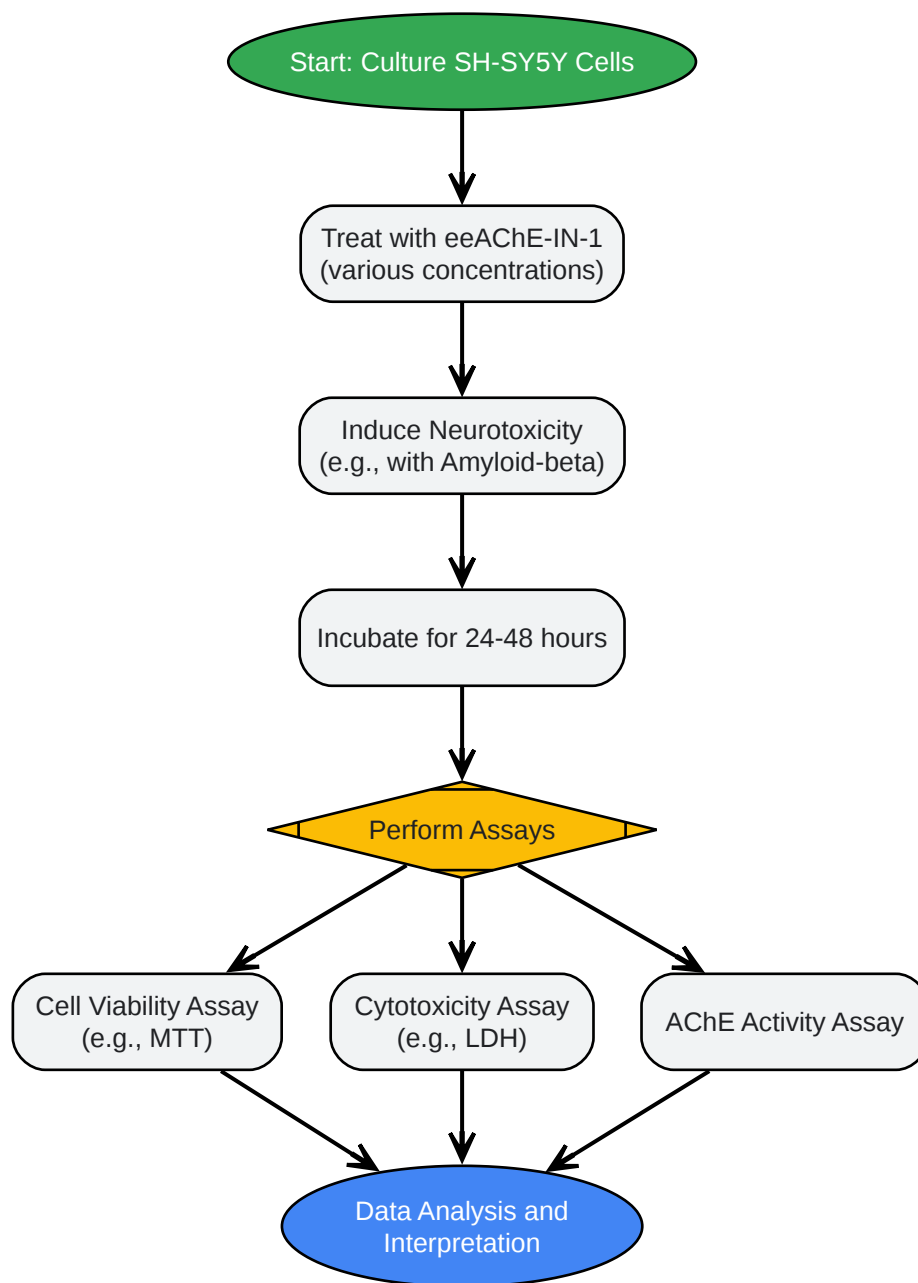 Start: Culture SH-SY5Y Cells
Treat with eeAChE-IN-1
(various concentrations)
Induce Neurotoxicity
(e.g., with Amyloid-beta)
Incubate for 24-48 hours
Perform Assays
Cell Viability Assay
(e.g., MTT)
Cytotoxicity Assay
(e.g., LDH)
AChE Activity Assay
Data Analysis and
Interpretation